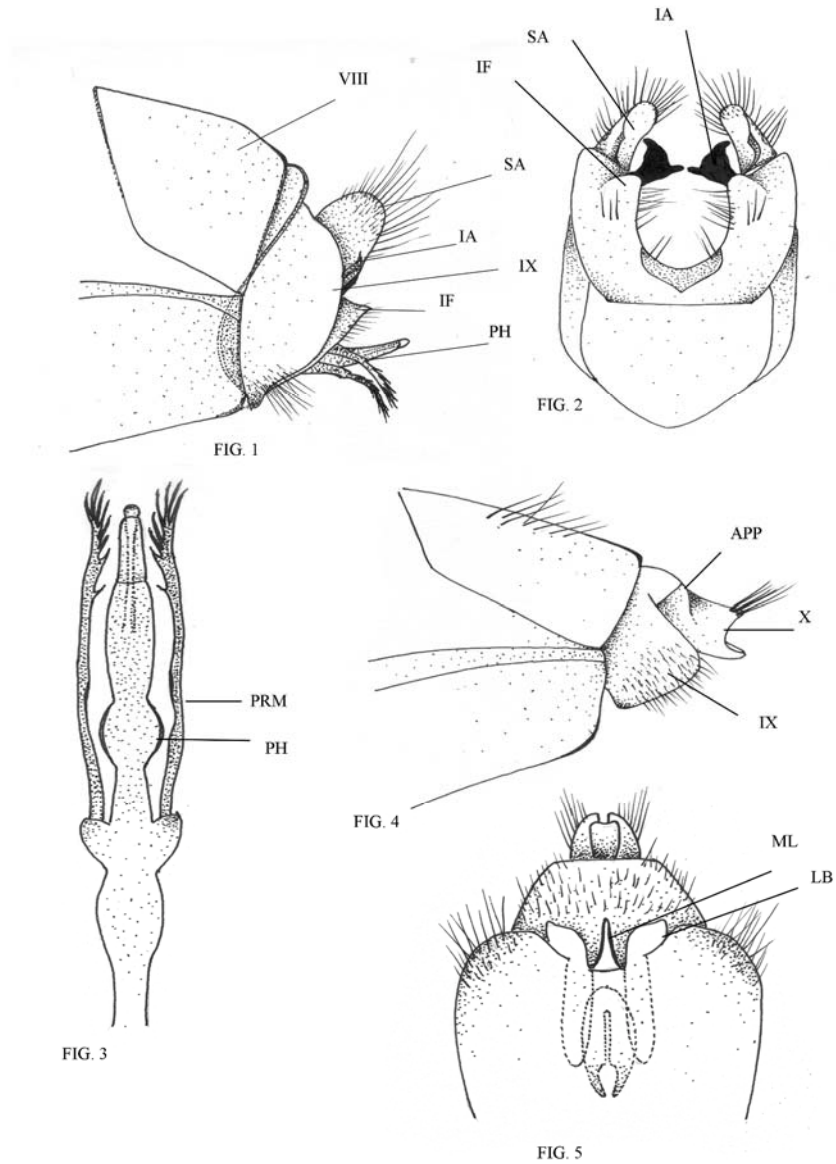 VIII
SA
IA
IX
IF
PH
FIG. 1
SA
IA
IF
FIG. 2
PRM
PH
FIG. 3
APP
X
IX
FIG. 4
ML
LB
FIG. 5